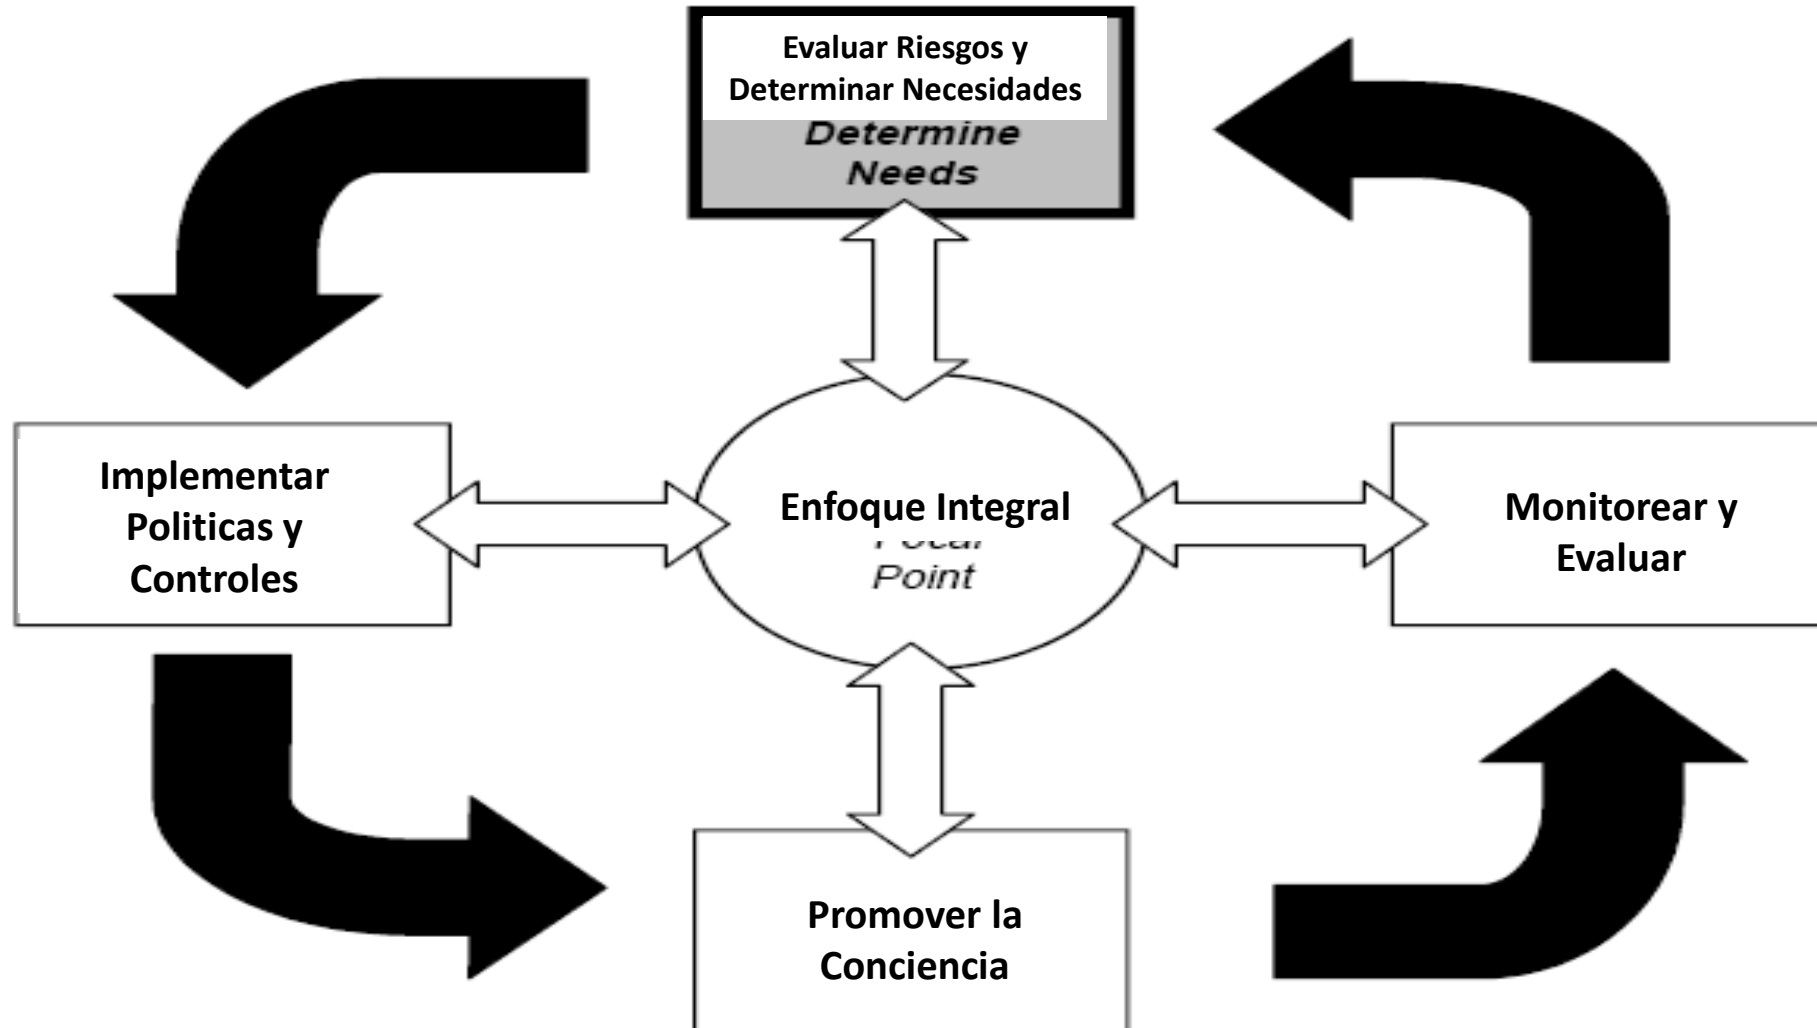 Evaluar Riesgos y
Determinar Necesidades
Determine
Needs
Implementar
Politicas y
Controles
Enfoque Integral
Point
Monitorear y
Evaluar
Promover la
Conciencia